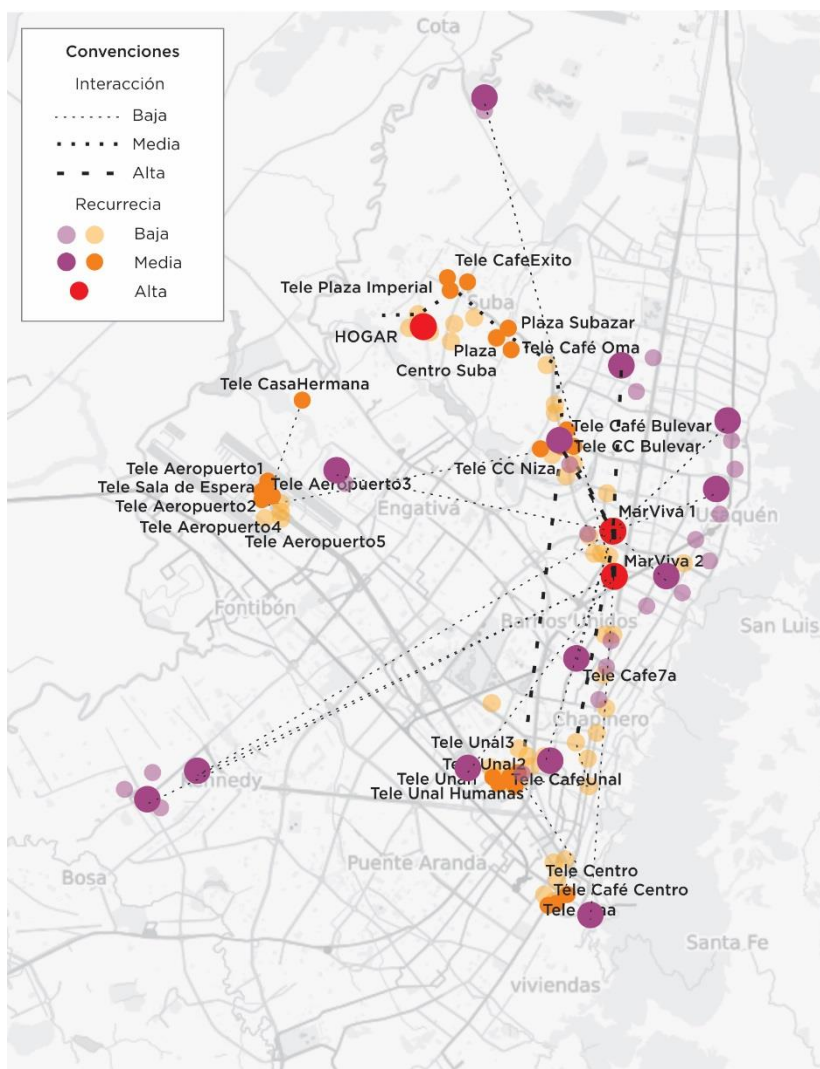 Cota
Convenciones
Interacción
Baja
Media
Alta
Recurrecia
Baja
Media
Alta
Tele CafeExito
Tele Plaza Imperial
Suba
HOGAR
Plaza Subazar
Tele Café Oma
Plaza
Centro Suba
Tele CasaHermana
Tele Café Bulevar
Tele CC Bulevar
Tele CC Niza
Tele Aeropuerto1
Tele Aeropuerto3
Tele Sala de Espera
Tele Aeropuerto2
Tele Aeropuerto4
Tele Aeropuerto5
Engativá
MarVivá 1
Usaquén
MarViva 2
Fontibón
Barrios Unidos
San Luis
Tele Cafe7a
Chapinero
Tele Unal3
Unal2
Tele
Tele CafeUnal
Tele Unal Humanas
Kennedy
Puente Aranda
Bosa
Tele Centro
Tele Café Centro
Tele
Santa Fe
viviendas